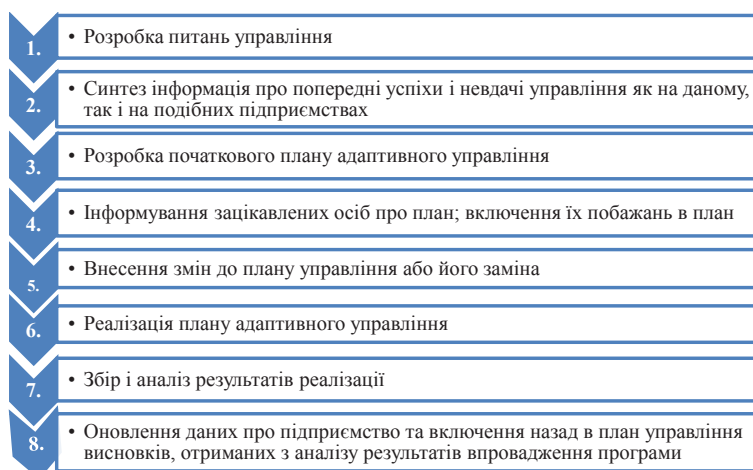 1. • Розробка питань управління
2. • Синтез інформація про попередні успіхи і невдачі управління як на даному,
так і на подібних підприємствах
3. • Розробка початкового плану адаптивного управління
4. • Інформування зацікавлених осіб про план; включення їх побажань в план
5. • Внесення змін до плану управління або його заміна
6. • Реалізація плану адаптивного управління
7. • Збір і аналіз результатів реалізації
8. • Оновлення даних про підприємство та включення назад в план управління
висновків, отриманих з аналізу результатів впровадження програми